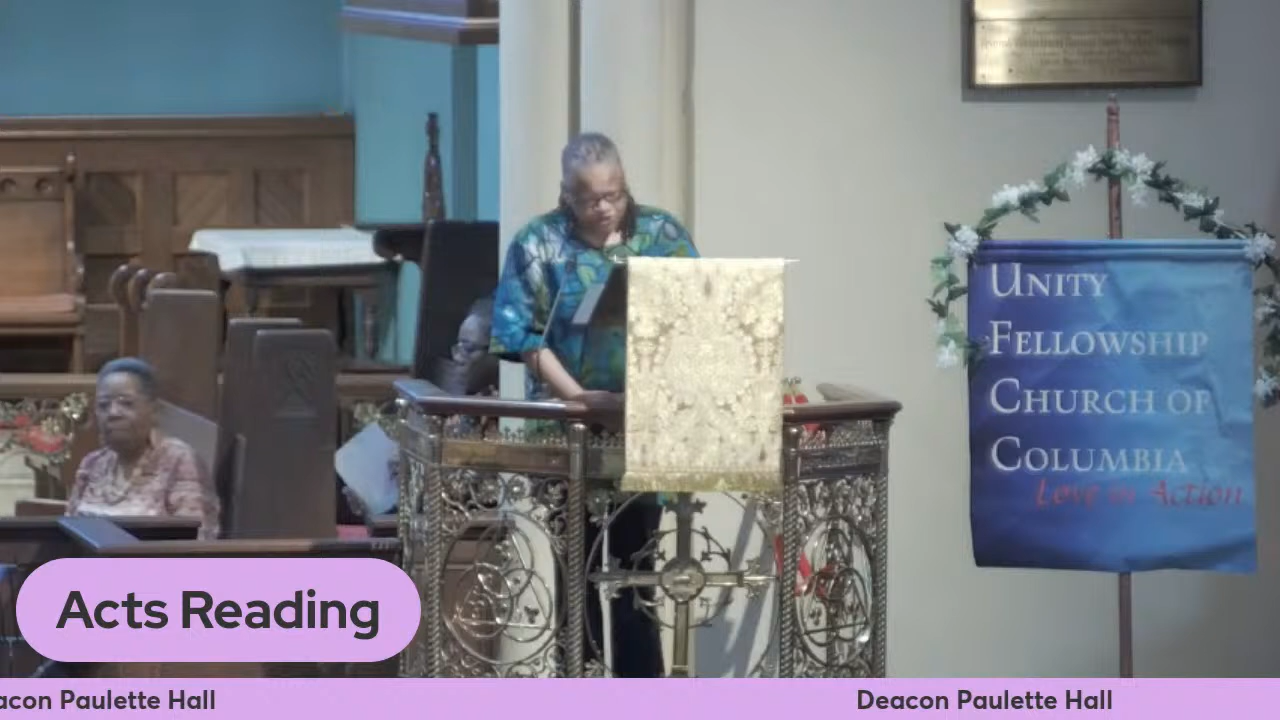 Unity
Fellowship
Church of
Columbia
Love in Action
Acts Reading
acon Paulette Hall
Deacon Paulette Hall